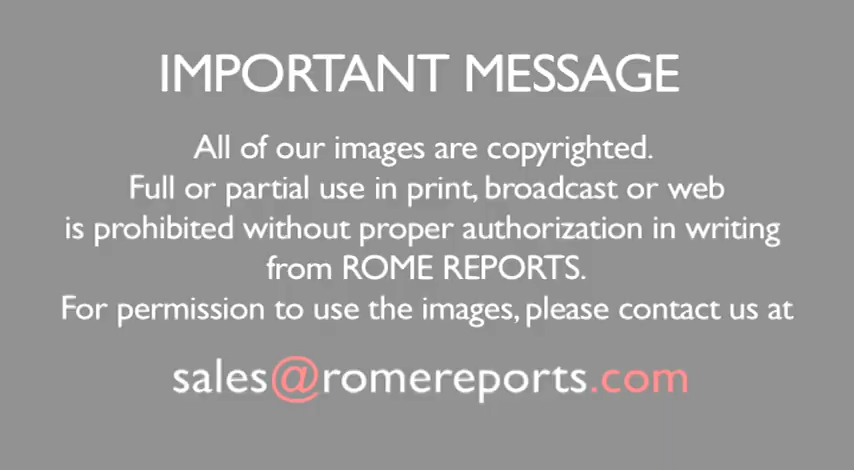 IMPORTANT MESSAGE
All of our images are copyrighted.
Full or partial use in print, broadcast or web
is prohibited without proper authorization in writing
from ROME REPORTS.
For permission to use the images, please contact us at
sales@romereports.com